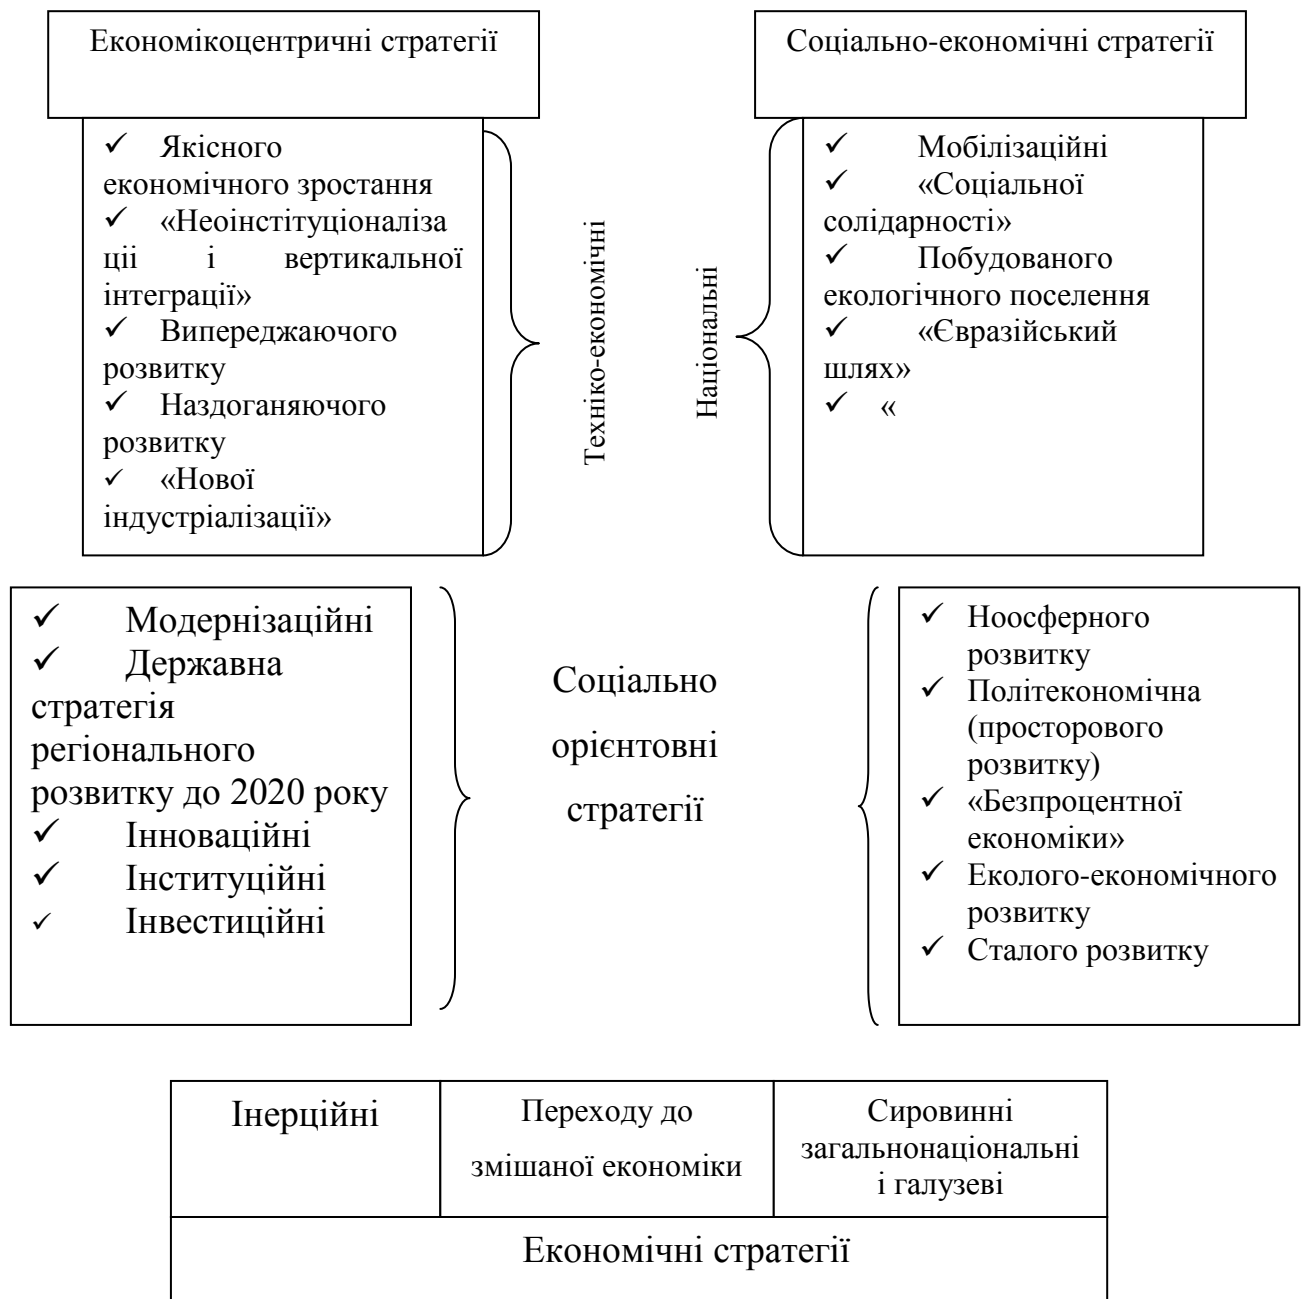 Економікоцентричні стратегії
Соціально-економічні стратегії
✓ Якісного
економічного зростання
✓ «Неоінстітуціоналіза
ціі і вертикальної
інтеграції»
✓ Випереджаючого
розвитку
✓ Наздоганяючого
розвитку
✓ «Нової
індустріалізації»
Техніко-економічні
Національні
✓ Мобілізаційні
✓ «Соціальної
солідарності»
✓ Побудованого
екологічного поселення
✓ «Євразійський
шлях»
✓ «
✓ Модернізаційні
✓ Державна
стратегія
регіонального
розвитку до 2020 року
✓ Інноваційні
✓ Інституційні
✓ Інвестиційні
Соціально
орієнтовні
стратегії
✓ Ноосферного
розвитку
✓ Політекономічна
(просторового
розвитку)
✓ «Безпроцентної
економіки»
✓ Еколого-економічного
розвитку
✓ Сталого розвитку
Інерційні
Переходу до
змішаної економіки
Сировинні
загальнонаціональні
і галузеві
Економічні стратегії